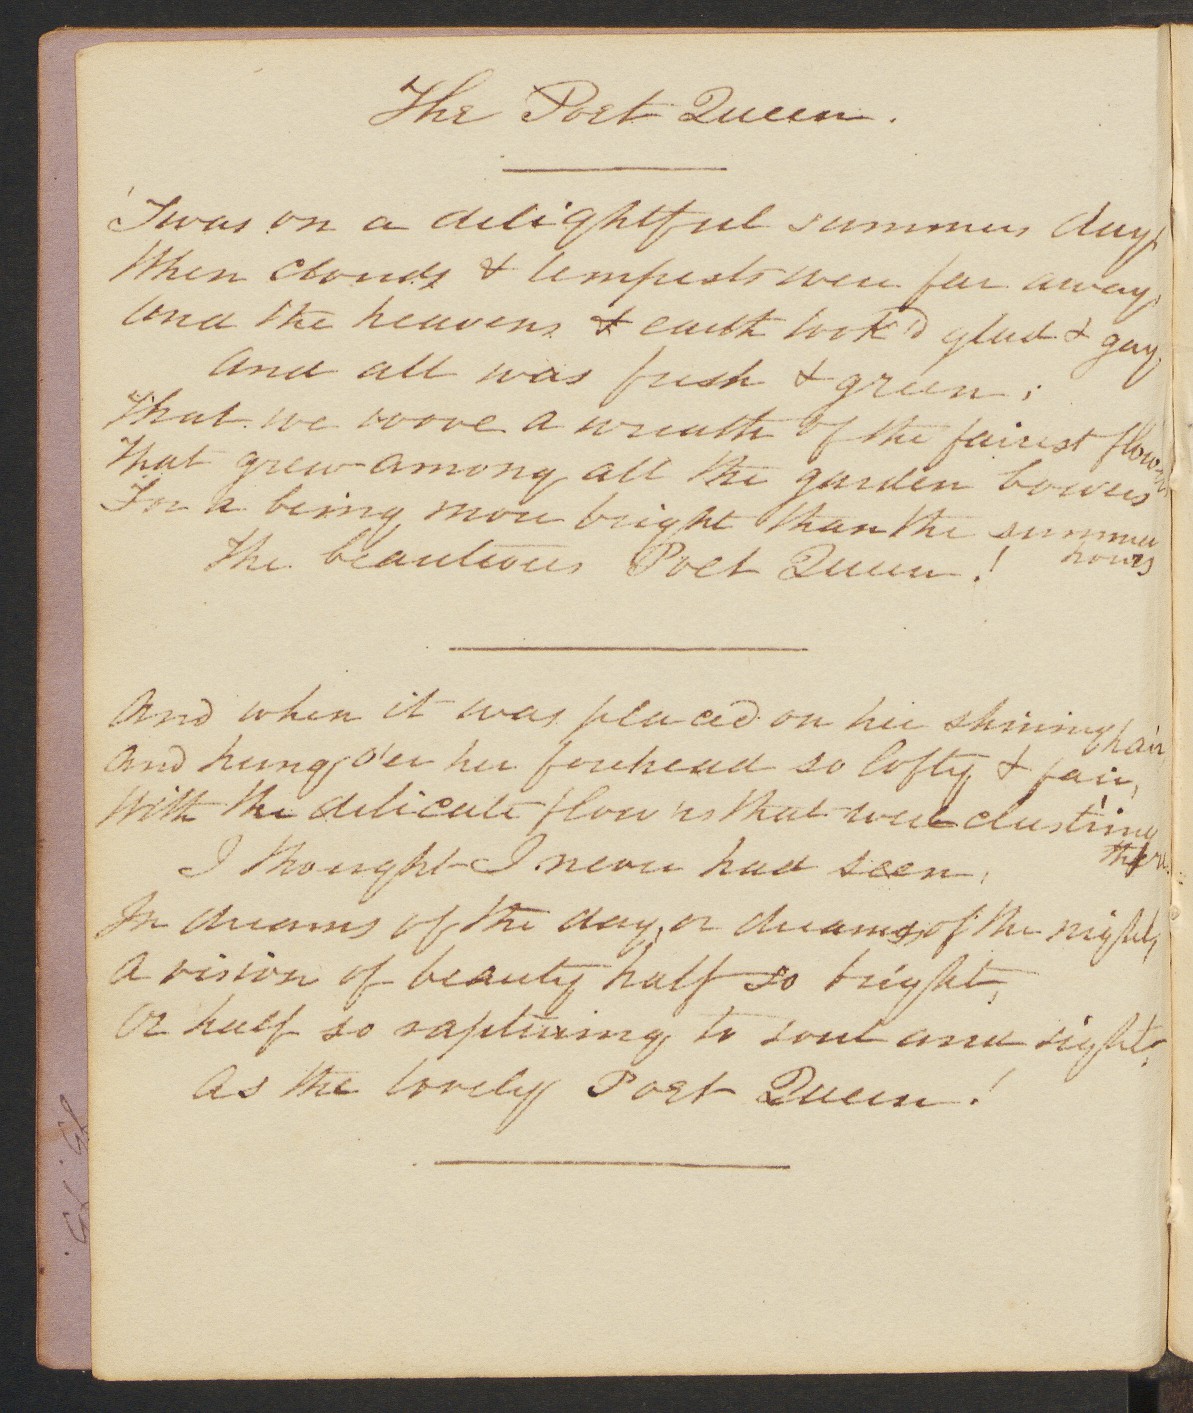 The Poet Queen.
'Twas on a delightful summers day,
When clouds & tempests were far away,
And the heavens & earth look'd glad & gay,
And all was fresh & green;
That we wove a wreath of the fairest flowers
That grew among all the garden bowers
For a being more bright than the summer
hours
The beauteous Poet Queen!
And when it was placed on her shining hair
And hung o'er her forehead so lofty & fair,
With the delicate flow'rs that were clust'ring
there
I thought I never had seen,
In dreams of the day, or dreams of the night,
A vision of beauty half so bright,
Or half so rapturing to soul and sight,
As the lovely Poet Queen!